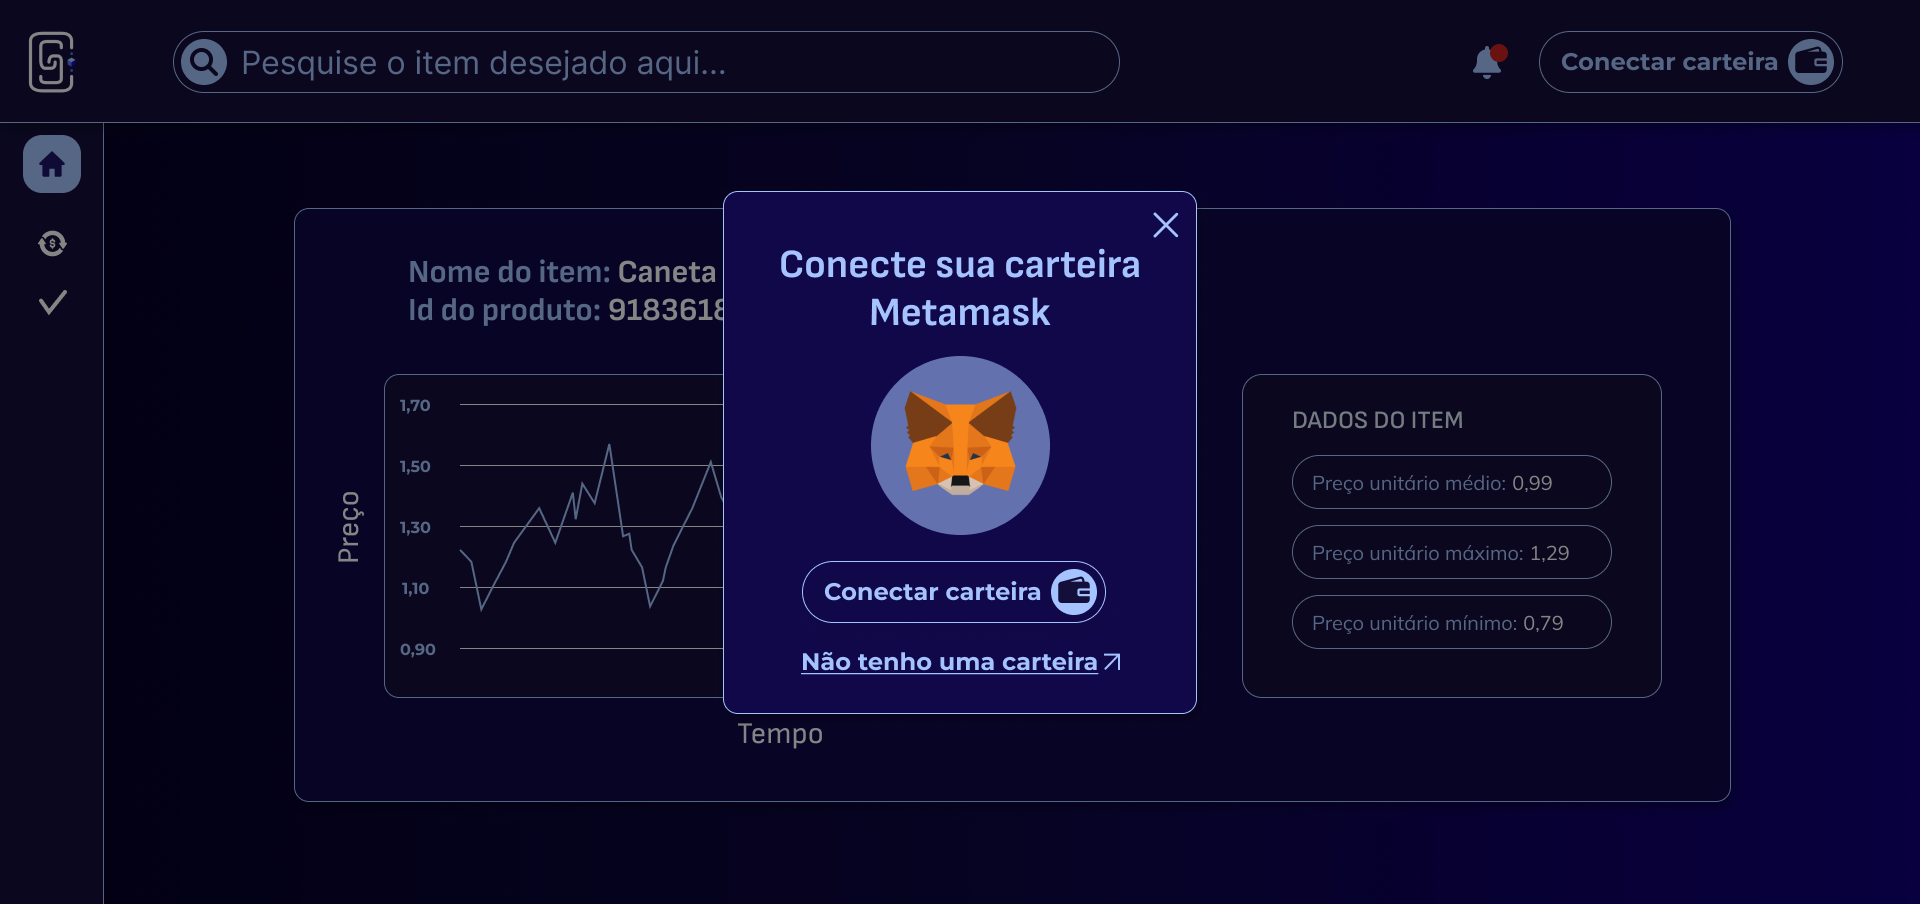 Pesquise o item desejado aqui...
Conectar carteira
Nome do item: Caneta
Id do produto: 918361
Conecte sua carteira
Metamask
Conectar carteira
Não tenho uma carteira
1,70
1,50
1,30
1,10
0,90
Preço
Tempo
DADOS DO ITEM
Preço unitário médio: 0,99
Preço unitário máximo: 1,29
Preço unitário mínimo: 0,79